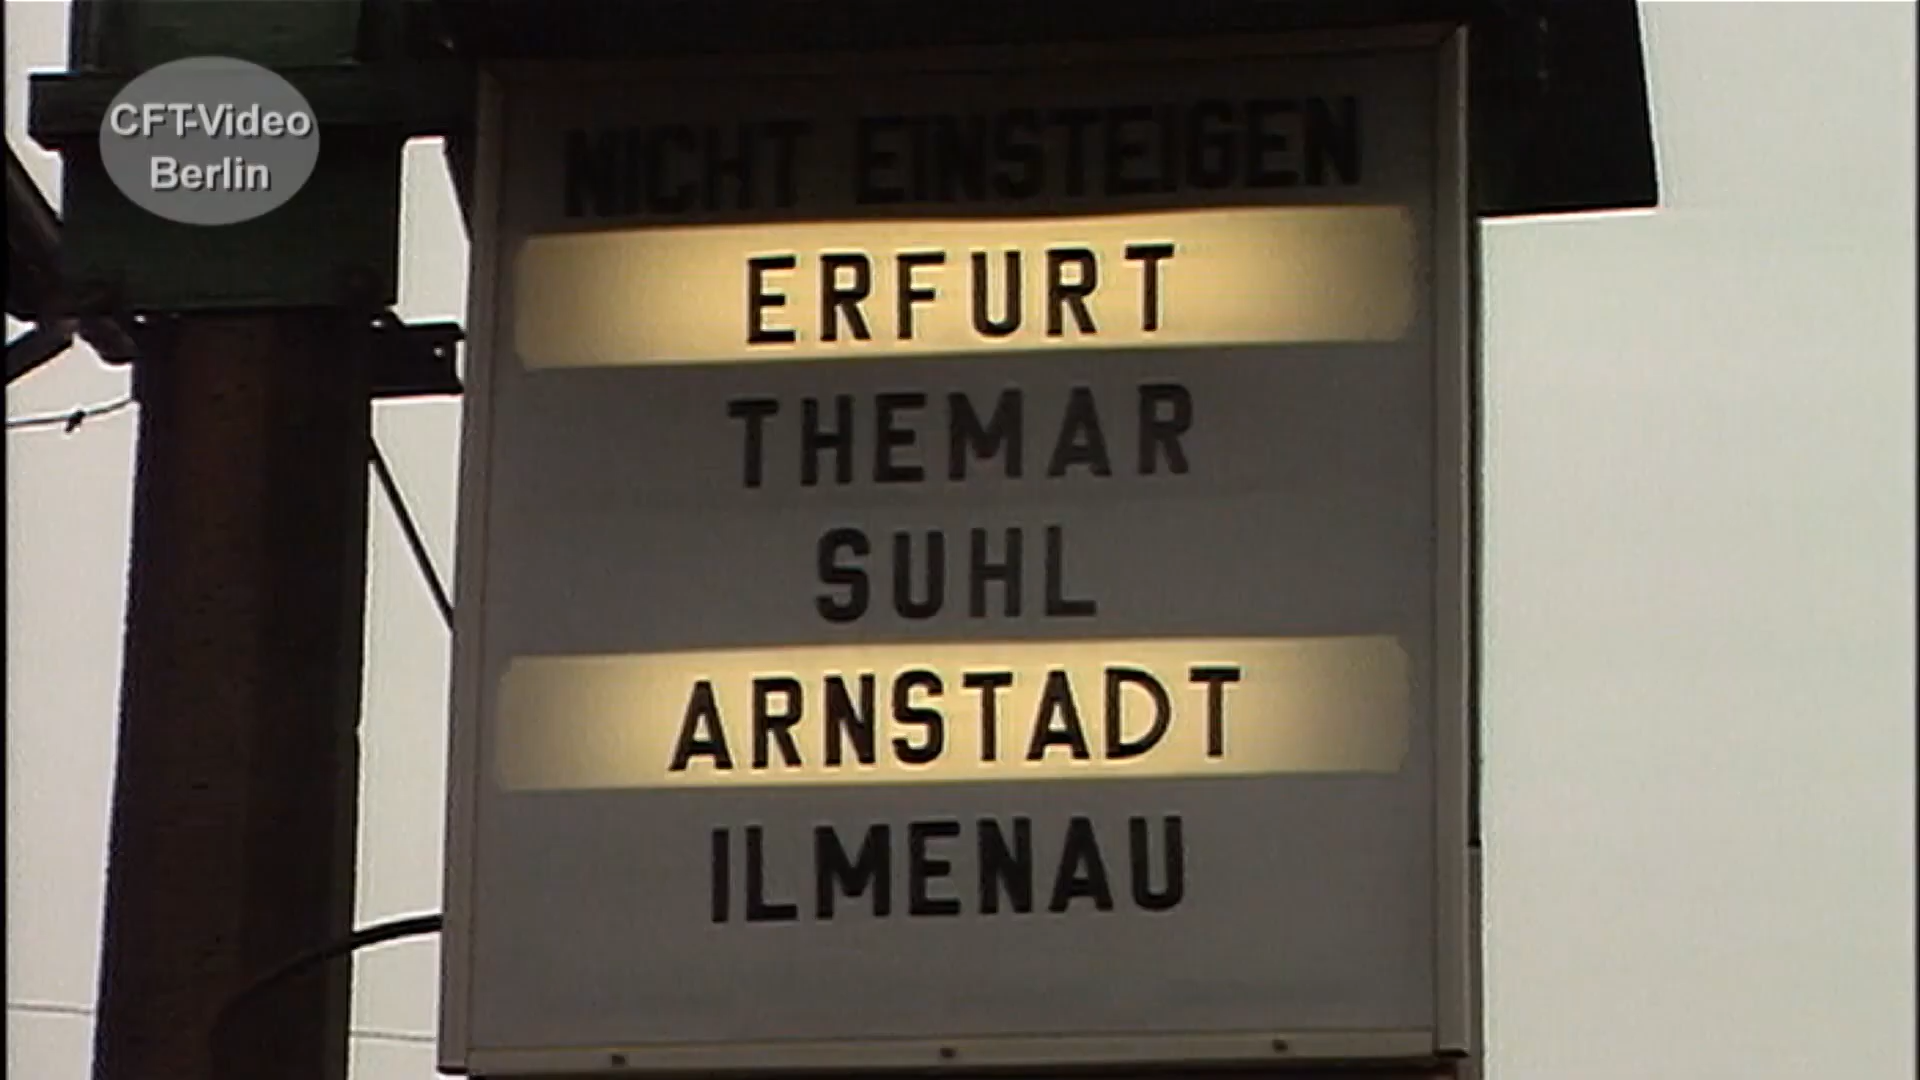 CFT-Video
Berlin
NICHT EINSTEIGEN
ERFURT
THEMAR
SUHL
ARNSTADT
ILMENAU